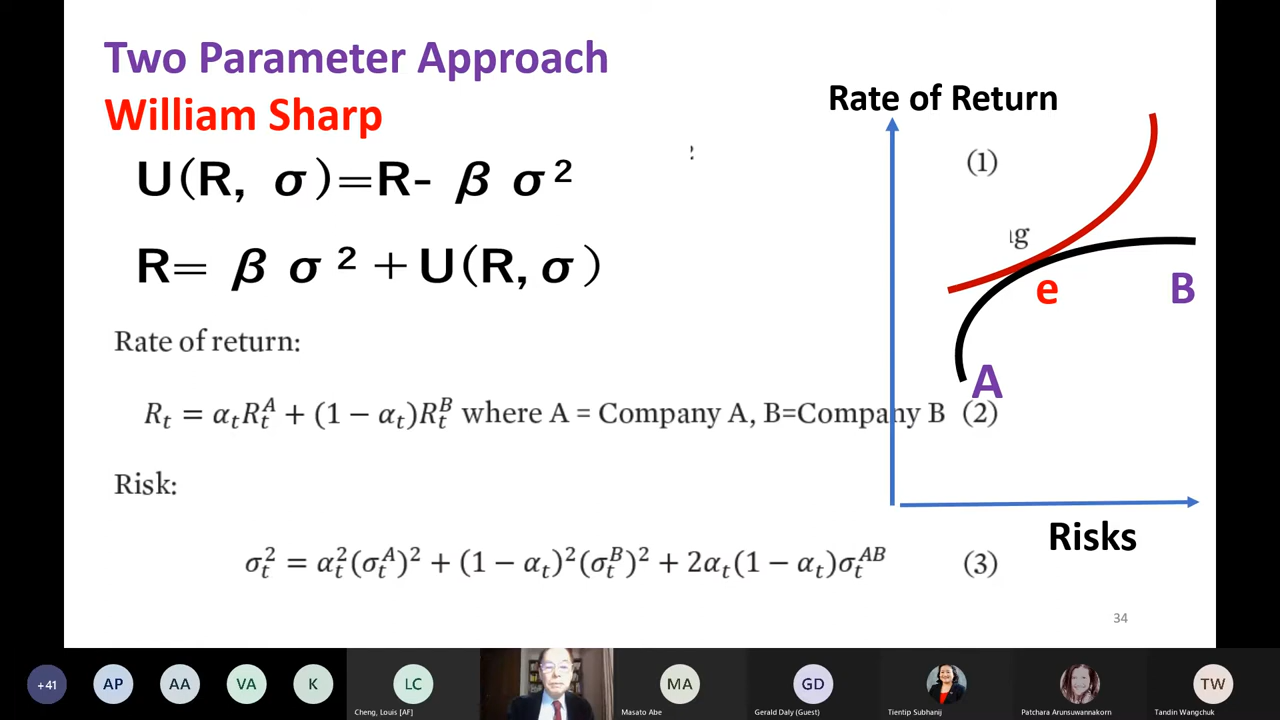 Two Parameter Approach
William Sharp
U(R, σ)=R- β σ²
R= β σ² +U(R,σ)
Rate of return:
R_t = α_t R_t^A + (1 − α_t)R_t^B where A = Company A, B=Company B (2)
Risk:
σ_t^2 = α_t^2(σ_t^A)^2 + (1 − α_t)^2(σ_t^B)^2 + 2α_t(1 − α_t)σ_t^AB (3)
Rate of Return
(1)
e
B
A
Risks
34
+41
AP
AA
VA
K
LC
Cheng, Louis [AF]
MA
Masato Abe
GD
Gerald Daly (Guest)
Tientip Subhanij
Patchara Arunsuwannakorn
TW
Tandin Wangchuk